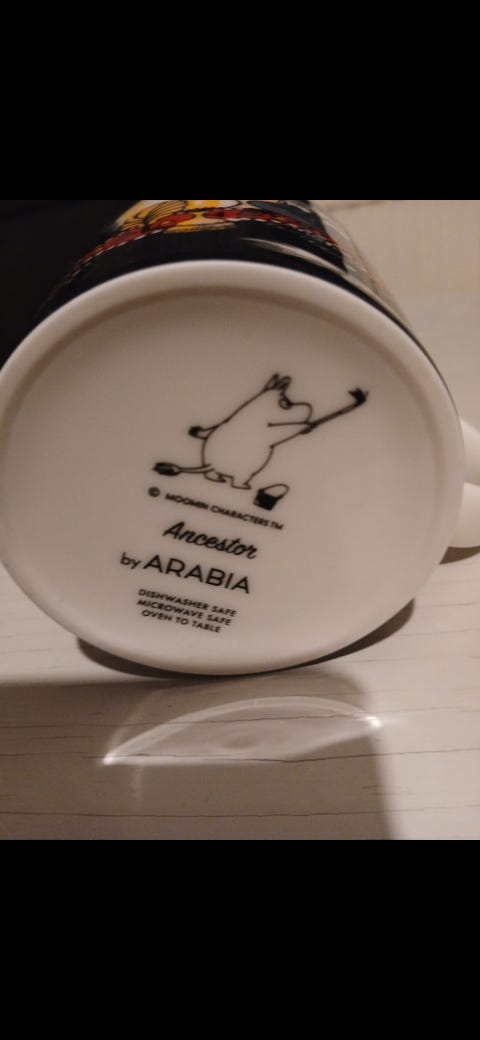 © MOOMIN CHARACTERS™
Ancestor
by ARABIA
DISHWASHER SAFE
MICROWAVE SAFE
OVEN TO TABLE